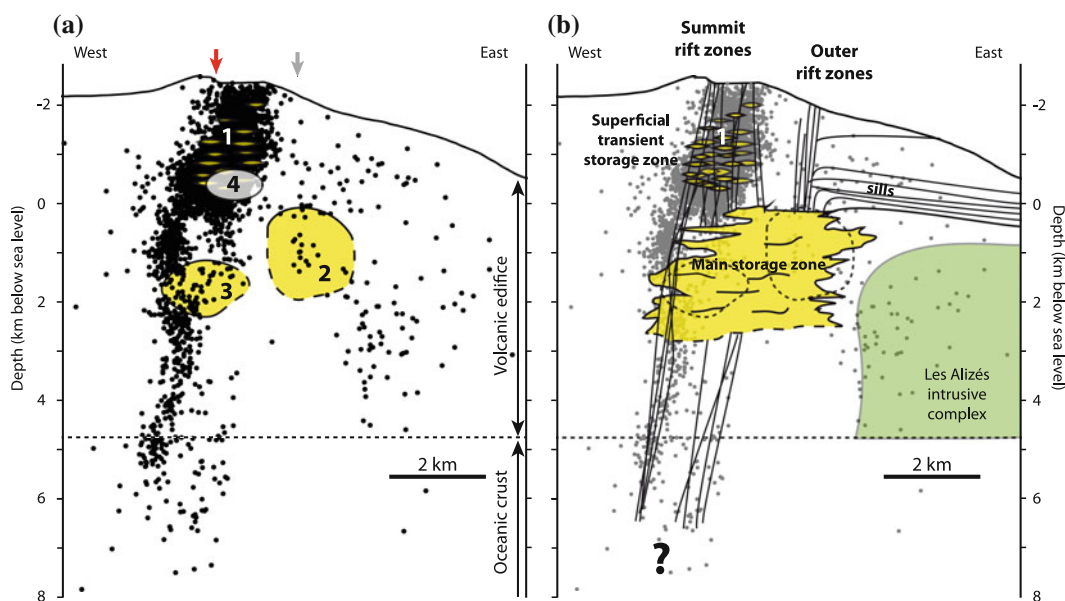 (a)
West
East
-2
0
2
4
6
8
Depth (km below sea level)
1
4
2
3
Volcanic edifice
Oceanic crust
2 km
(b)
Summit
rift zones
Outer
rift zones
West
East
Superficial
transient
storage zone
1
sills
Main storage zone
Les Alizés
intrusive
complex
2 km
?
-2
0
2
4
6
8
Depth (km below sea level)